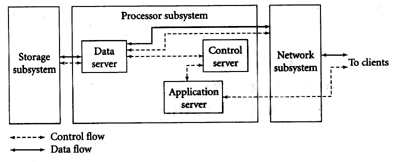 Processor subsystem
Storage
subsystem
Data
server
Control
server
Application
server
Network
subsystem
To clients
Control flow
Data flow